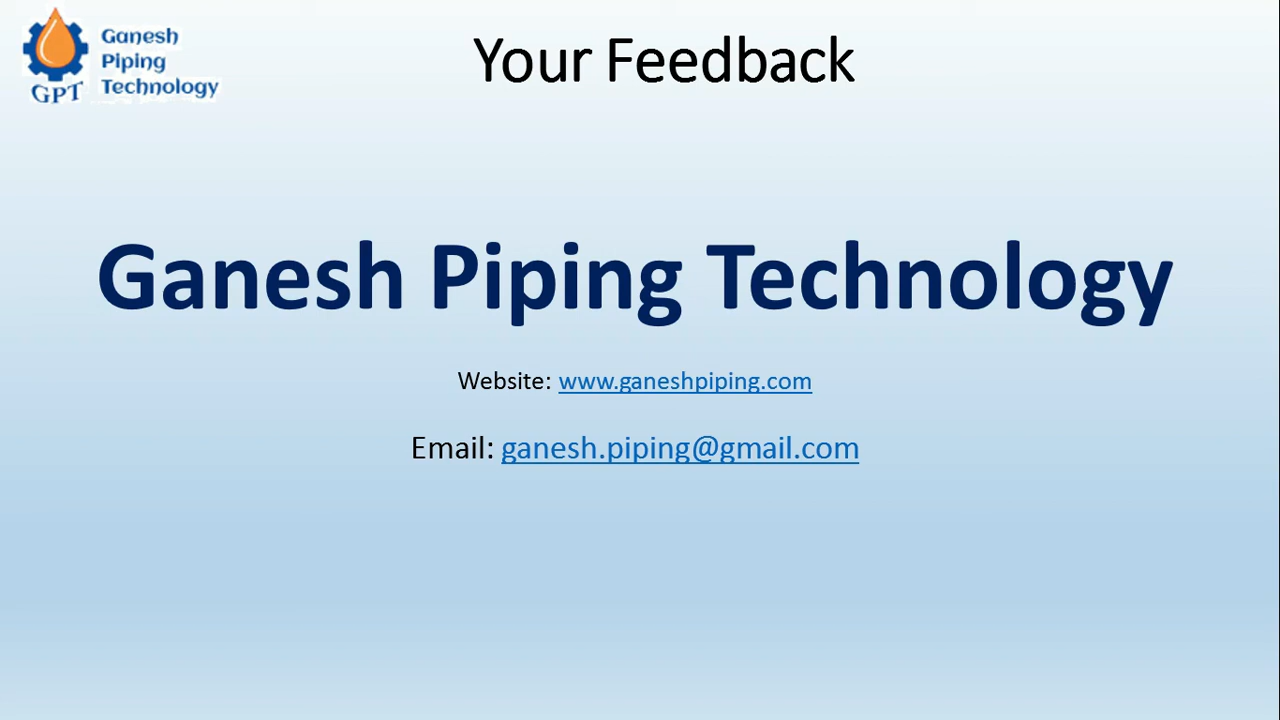 Ganesh
Piping
Technology
GPT
Your Feedback
Ganesh Piping Technology
Website: www.ganeshpiping.com
Email: ganesh.piping@gmail.com